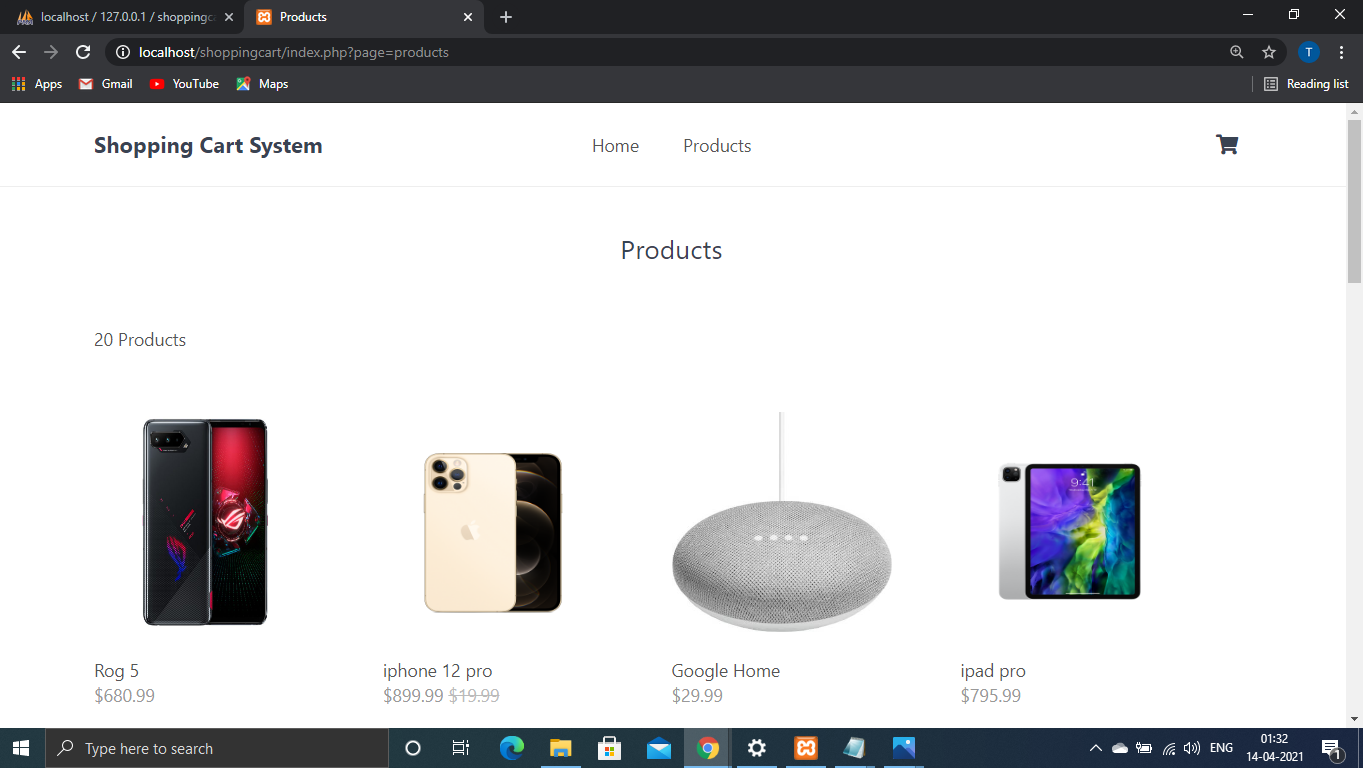 localhost / 127.0.0.1 / shoppingc
Products
localhost/shoppingcart/index.php?page=products
T
Apps
Gmail
YouTube
Maps
Reading list
Shopping Cart System
Home
Products
Products
20 Products
9:41
Rog 5
iphone 12 pro
Google Home
ipad pro
$680.99
$899.99 $19.99
$29.99
$795.99
Type here to search
ENG
01:32
14-04-2021
1